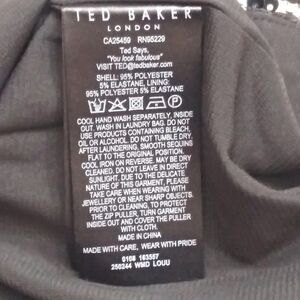 TED BAKER
LONDON
CA25459 RN95229
Ted Says,
"You look fabulous"
VISIT TED@tedbaker.com
SHELL: 95% POLYESTER
5% ELASTANE, LINING:
95% POLYESTER 5% ELASTANE
COOL HAND WASH SEPARATELY, INSIDE
OUT. WASH IN LAUNDRY BAG. DO NOT
USE PRODUCTS CONTAINING BLEACH,
OIL OR ALCOHOL. DO NOT TUMBLE DRY.
AFTER LAUNDERING, SMOOTH SEQUINS
FLAT TO THE ORIGINAL POSITION.
COOL IRON ON REVERSE. MAY BE DRY
CLEANED. DO NOT LEAVE IN DIRECT
SUNLIGHT. DUE TO THE DELICATE
NATURE OF THIS GARMENT, PLEASE
TAKE CARE WHEN WEARING WITH
JEWELLERY OR NEAR SHARP OBJECTS.
PRIOR TO CLEANING, TO PROTECT
THE ZIP PULLER, TURN GARMENT
INSIDE OUT AND COVER THE PULLER
WITH CLOTH.
MADE IN CHINA
MADE WITH CARE, WEAR WITH PRIDE
0108 163557
250244 WMD LOUU